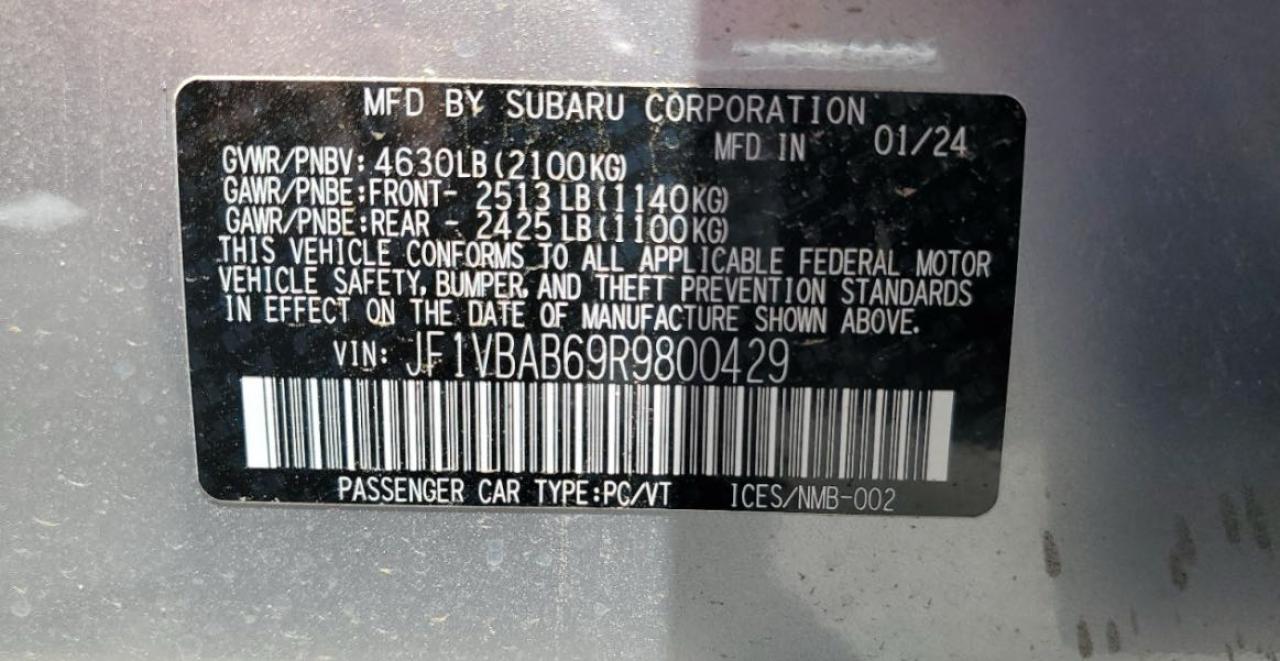 MFD BY SUBARU CORPORATION
MFD IN 01/24
GVWR/PNBV: 4630LB(2100KG)
GAWR/PNBE:FRONT- 2513LB(1140KG)
GAWR/PNBE:REAR - 2425LB(1100KG)
THIS VEHICLE CONFORMS TO ALL APPLICABLE FEDERAL MOTOR
VEHICLE SAFETY, BUMPER, AND THEFT PREVENTION STANDARDS
IN EFFECT ON THE DATE OF MANUFACTURE SHOWN ABOVE.
VIN: JF1VBAB69R9800429
PASSENGER CAR TYPE:PC/VT ICES/NMB-002